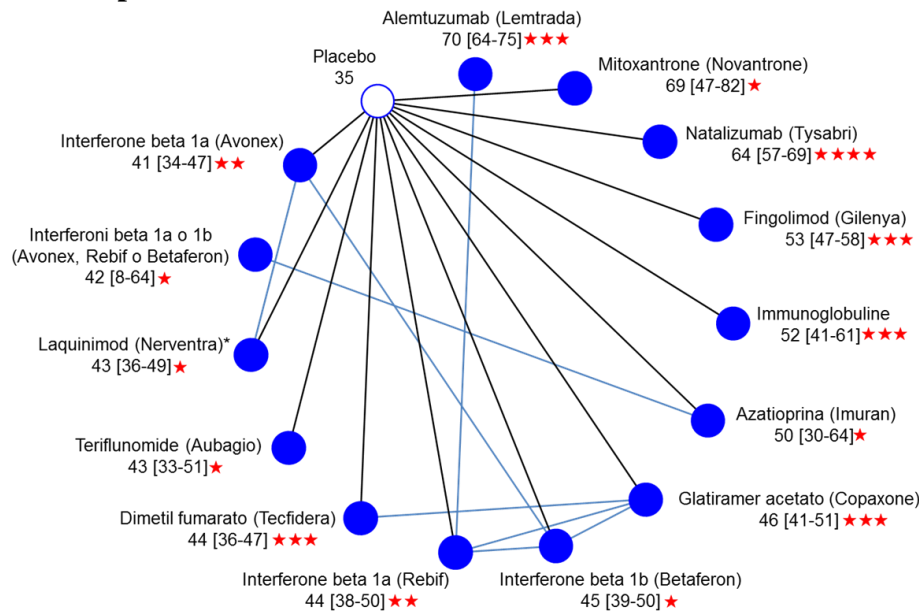 Alemtuzumab (Lemtrada)
70 [64-75]★★★
Placebo
35
Mitoxantrone (Novantrone)
69 [47-82]★
Natalizumab (Tysabri)
64 [57-69]★★★★
Fingolimod (Gilenya)
53 [47-58]★★★
Immunoglobuline
52 [41-61]★★★
Azatioprina (Imuran)
50 [30-64]★
Glatiramer acetato (Copaxone)
46 [41-51]★★★
Interferone beta 1b (Betaferon)
45 [39-50]★
Interferone beta 1a (Rebif)
44 [38-50]★★
Dimetil fumarato (Tecfidera)
44 [36-47]★★★
Teriflunomide (Aubagio)
43 [33-51]★
Laquinimod (Nerventra)*
43 [36-49]★
Interferoni beta 1a o 1b
(Avonex, Rebif o Betaferon)
42 [8-64]★
Interferone beta 1a (Avonex)
41 [34-47]★★